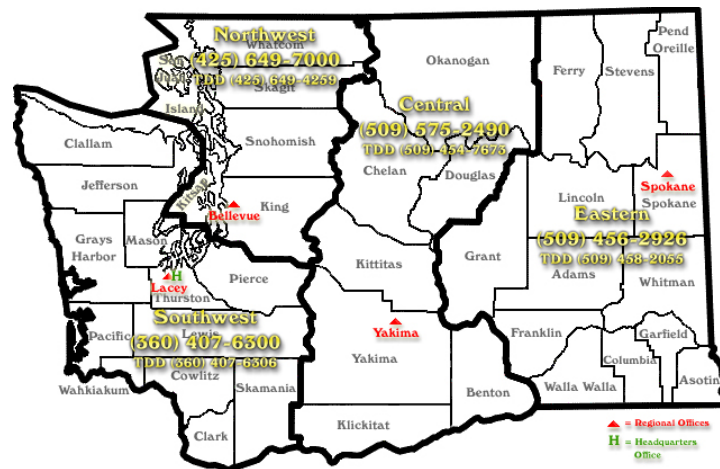 Northwest
(425) 649-7000
TDD (425) 649-4259
Whatcom
San
Juan
Skagit
Island
Snohomish
Clallam
Jefferson
Kitsap
King
Bellevue
Grays
Harbor
Mason
H
Lacey
Thurston
Pierce
Southwest
(360) 407-6300
TDD (360) 407-6306
Pacific
Lewis
Wahkiakum
Cowlitz
Skamania
Clark
Okanogan
Central
(509) 575-2490
TDD (509) 454-7673
Chelan
Douglas
Kittitas
Yakima
Yakima
Klickitat
Benton
Ferry
Stevens
Pend
Oreille
Spokane
Spokane
Lincoln
Eastern
(509) 456-2926
TDD (509) 458-2055
Grant
Adams
Whitman
Franklin
Garfield
Columbia
Walla Walla
Asotin
= Regional Offices
H = Headquarters
Office